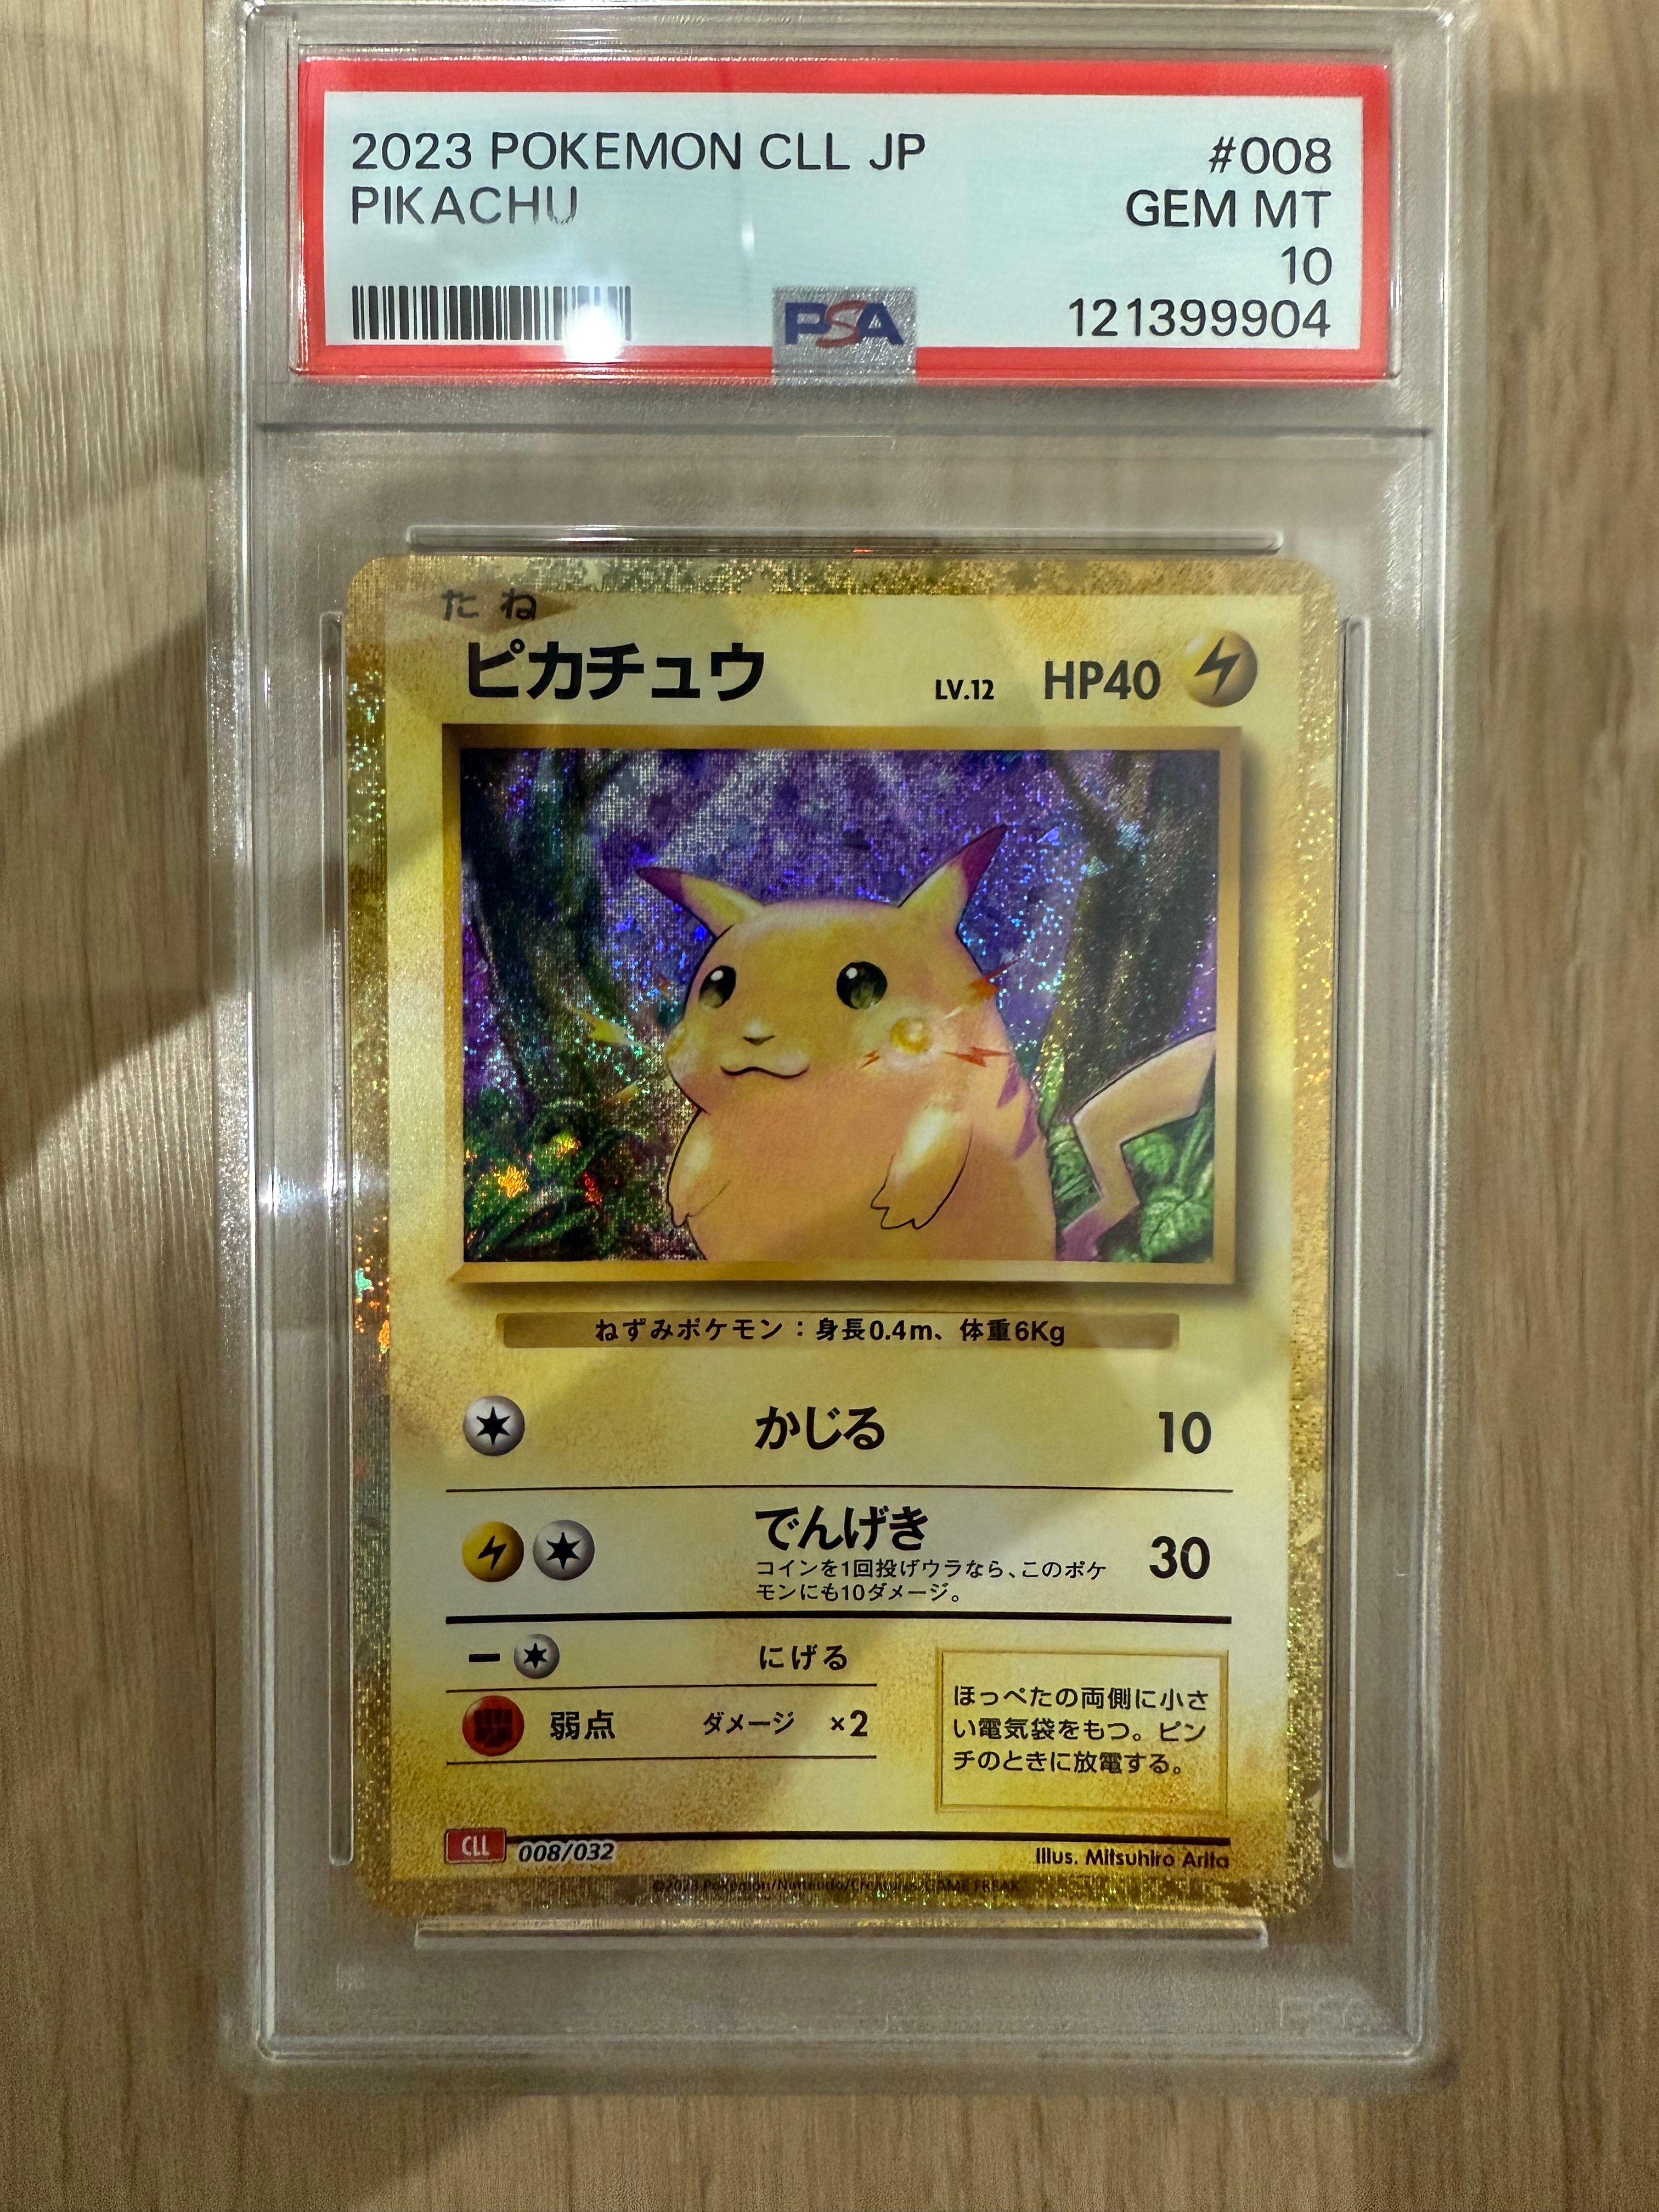 2023 POKEMON CLL JP #008
PIKACHU GEM MT
10
PSA 121399904
たね
ピカチュウ LV.12 HP40
ねずみポケモン：身長0.4m、体重6Kg
かじる 10
でんげき 30
コインを1回投げウラなら、このポケ
モンにも10ダメージ。
にげる
弱点 ダメージ ×2
ほっぺたの両側に小さ
い電気袋をもつ。ピン
チのときに放電する。
CLL 008/032 Illus. Mitsuhiro Arita
©2023 Pokémon/Nintendo/Creatures/GAME FREAK